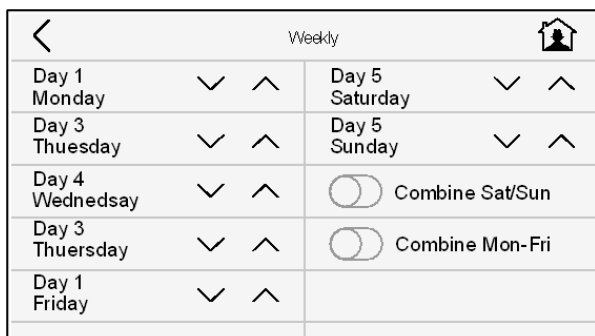 Weekly
Day 1
Monday
Day 3
Thuesday
Day 4
Wednedsay
Day 3
Thuersday
Day 1
Friday
Day 5
Saturday
Day 5
Sunday
Combine Sat/Sun
Combine Mon-Fri